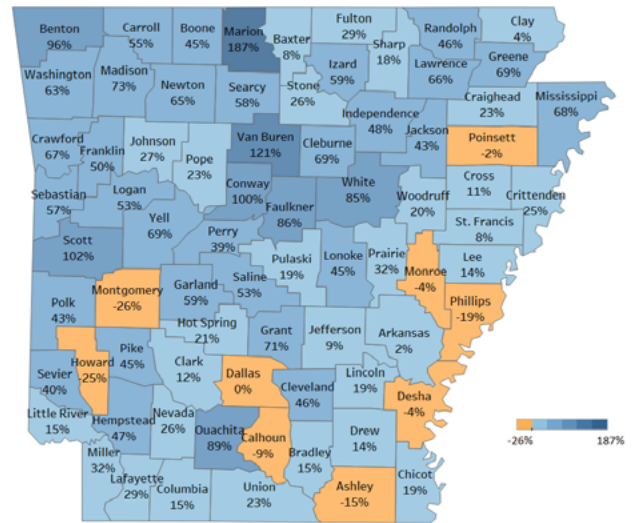 Benton
96%
Carroll
55%
Boone
45%
Marion
187%
Baxter
8%
Fulton
29%
Sharp
18%
Randolph
46%
Clay
4%
Washington
63%
Madison
73%
Newton
65%
Searcy
58%
Stone
26%
Izard
59%
Lawrence
66%
Greene
69%
Craighead
23%
Mississippi
68%
Crawford
67%
Franklin
50%
Johnson
27%
Pope
23%
Van Buren
121%
Cleburne
69%
Independence
48%
Jackson
43%
Poinsett
-2%
Sebastian
57%
Logan
53%
Conway
100%
Faulkner
86%
White
85%
Woodruff
20%
Cross
11%
Crittenden
25%
Scott
102%
Yell
69%
Perry
39%
Pulaski
19%
Lonoke
45%
Prairie
32%
St. Francis
8%
Lee
14%
Monroe
-4%
Phillips
-19%
Polk
43%
Montgomery
-26%
Garland
59%
Saline
53%
Hot Spring
21%
Grant
71%
Jefferson
9%
Arkansas
2%
Sevier
40%
Howard
-25%
Pike
45%
Clark
12%
Dallas
0%
Cleveland
46%
Lincoln
19%
Desha
-4%
Little River
15%
Hempstead
47%
Nevada
26%
Ouachita
89%
Calhoun
-9%
Bradley
15%
Drew
14%
Chicot
19%
Miller
32%
Lafayette
29%
Columbia
15%
Union
23%
Ashley
-15%
-26%
187%